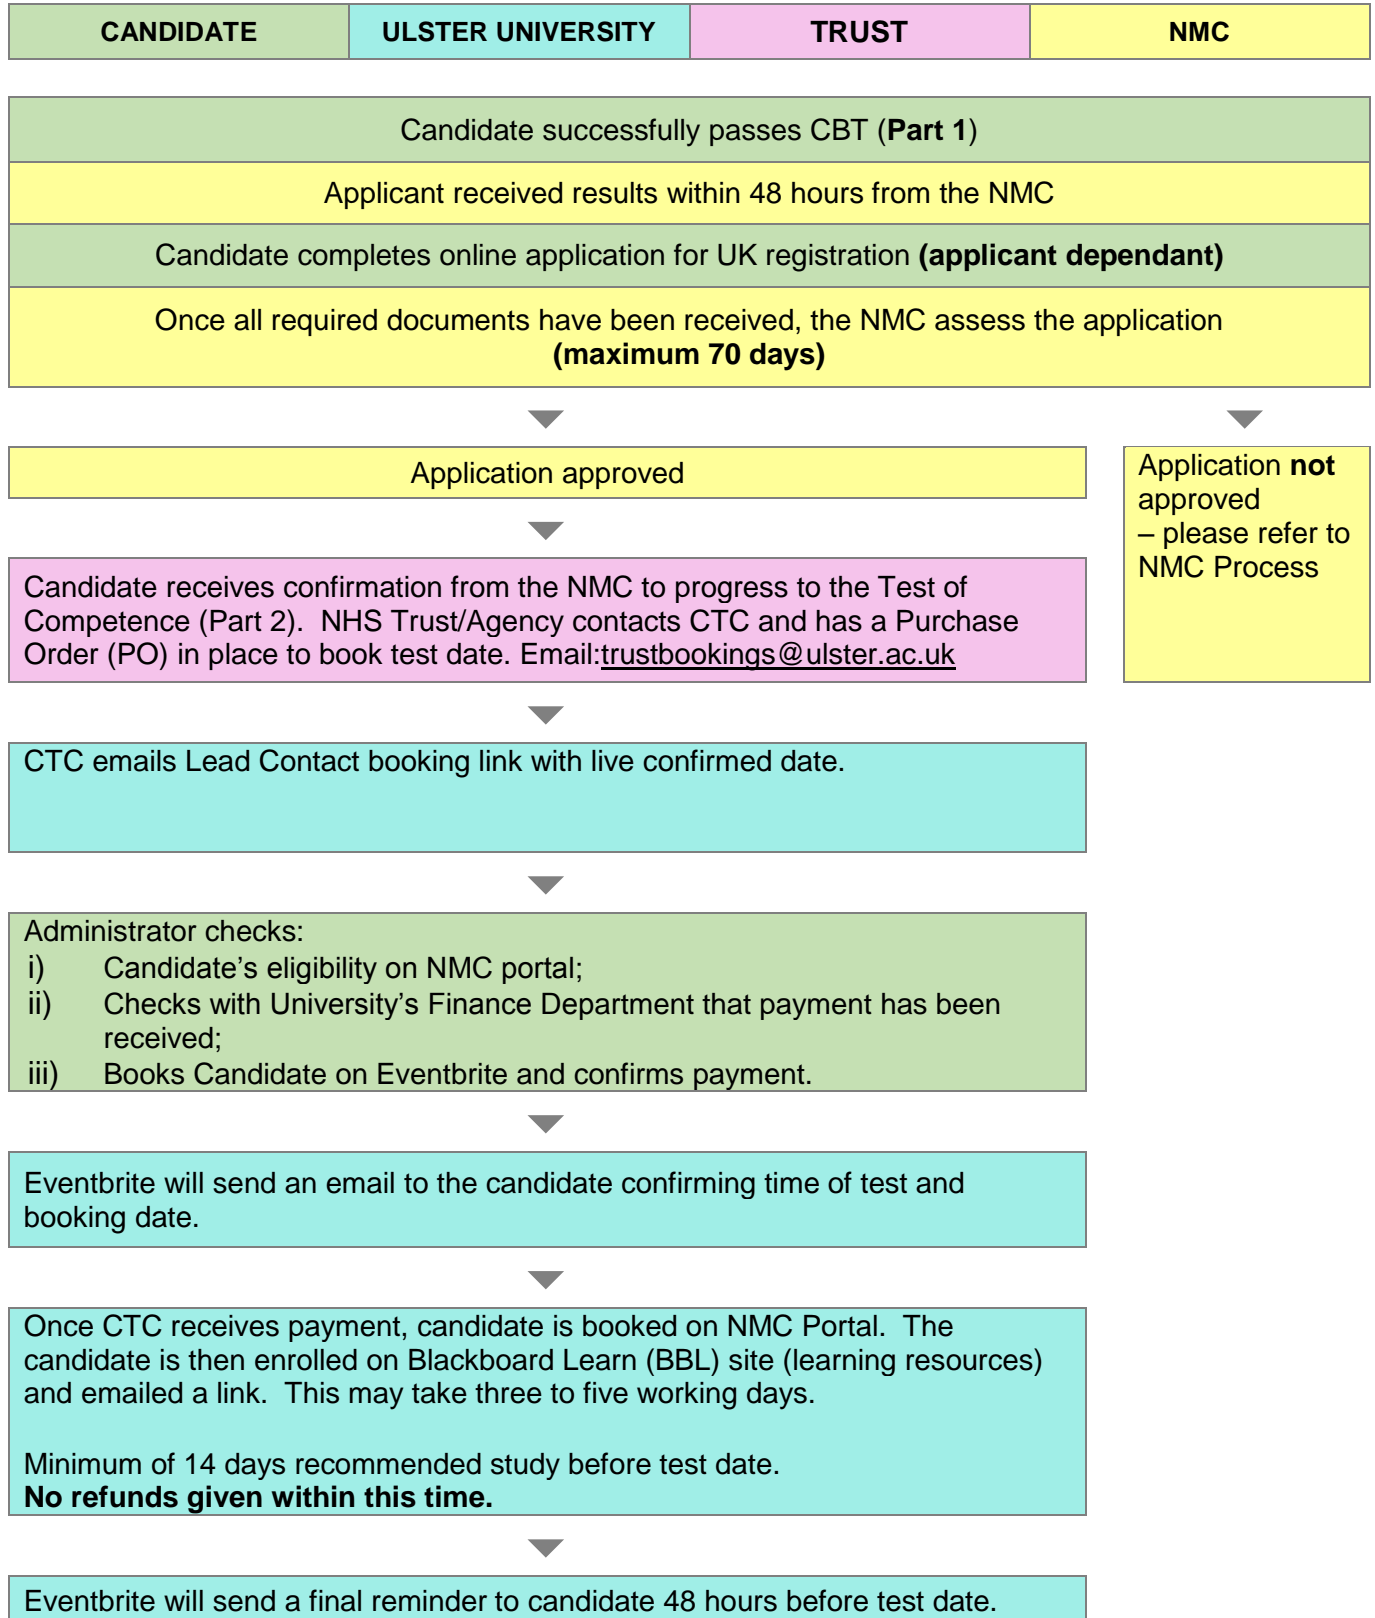 CANDIDATE
ULSTER UNIVERSITY
TRUST
NMC
Candidate successfully passes CBT (Part 1)
Applicant received results within 48 hours from the NMC
Candidate completes online application for UK registration (applicant dependant)
Once all required documents have been received, the NMC assess the application
(maximum 70 days)
Application approved
Application not
approved
– please refer to
NMC Process
Candidate receives confirmation from the NMC to progress to the Test of
Competence (Part 2).  NHS Trust/Agency contacts CTC and has a Purchase
Order (PO) in place to book test date. Email:trustbookings@ulster.ac.uk
CTC emails Lead Contact booking link with live confirmed date.
Administrator checks:
i) Candidate’s eligibility on NMC portal;
ii) Checks with University’s Finance Department that payment has been
received;
iii) Books Candidate on Eventbrite and confirms payment.
Eventbrite will send an email to the candidate confirming time of test and
booking date.
Once CTC receives payment, candidate is booked on NMC Portal.  The
candidate is then enrolled on Blackboard Learn (BBL) site (learning resources)
and emailed a link.  This may take three to five working days.
Minimum of 14 days recommended study before test date.
No refunds given within this time.
Eventbrite will send a final reminder to candidate 48 hours before test date.